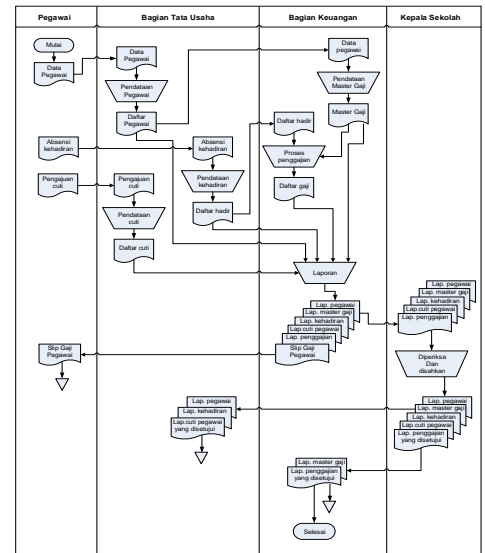 Pegawai
Bagian Tata Usaha
Bagian Keuangan
Kepala Sekolah
Mulai
Data
Pegawai
Data
Pegawai
Pendataan
Pegawai
Daftar
Pegawai
Data
pegawai
Pendataan
Master Gaji
Master Gaji
Absensi
kehadiran
Absensi
kehadiran
Pendataan
kehadiran
Daftar hadir
Daftar hadir
Proses
penggajian
Daftar gaji
Pengajuan
cuti
Pengajuan
cuti
Pendataan
cuti
Daftar cuti
Laporan
Lap. pegawai
Lap. master gaji
Lap. kehadiran
Lap.cuti pegawai
Lap. penggajian
Slip Gaji
Pegawai
Slip Gaji
Pegawai
Lap. pegawai
Lap. master gaji
Lap. kehadiran
Lap.cuti pegawai
Lap. penggajian
Diperiksa
Dan
disahkan
Lap. pegawai
Lap. master gaji
Lap. kehadiran
Lap.cuti pegawai
Lap. penggajian
yang disetujui
Lap. pegawai
Lap. kehadiran
Lap.cuti pegawai
yang disetujui
Lap. master gaji
Lap. penggajian
yang disetujui
Selesai